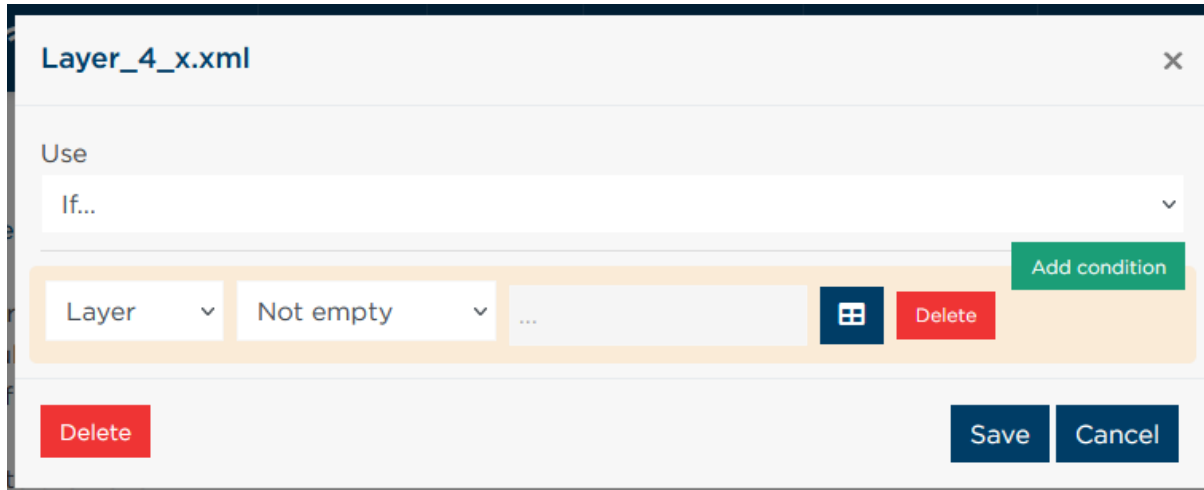 Layer_4_x.xml
Use
If...
Add condition
Layer Not empty ... Delete
Delete Save Cancel